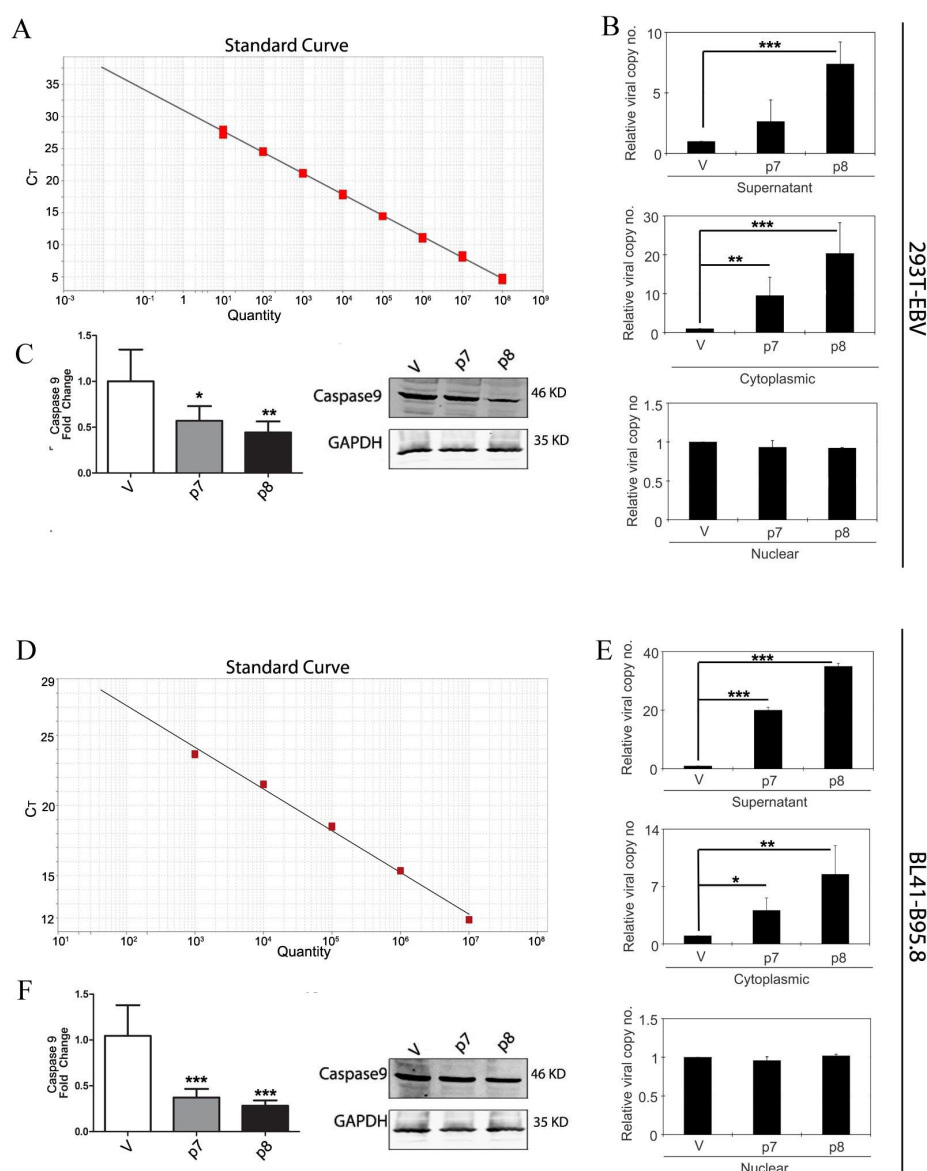 A
Standard Curve
35
30
25
20
15
10
5
CT
10-3
10-1
1
10¹
10²
10³
10⁴
10⁵
10⁶
10⁷
10⁸
10⁹
Quantity
B
Relative viral copy no.
10
5
0
***
V p7 p8
Supernatant
Relative viral copy no.
30
20
10
0
***
**
V p7 p8
Cytoplasmic
Relative viral copy no.
1.5
1
0.5
0
V p7 p8
Nuclear
293T-EBV
C
Caspase 9
Fold Change
1.5
1.0
0.5
0.0
*
**
V p7 p8
V p7 p8
Caspase9 46 KD
GAPDH 35 KD
D
Standard Curve
29
25
20
15
12
CT
10¹ 10² 10³ 10⁴ 10⁵ 10⁶ 10⁷ 10⁸
Quantity
E
Relative viral copy no.
40
20
0
***
***
V p7 p8
Supernatant
Relative viral copy no
14
7
0
**
*
V p7 p8
Cytoplasmic
Relative viral copy no.
1.5
1
0.5
0
V p7 p8
Nuclear
BL41-B95.8
F
Caspase 9
Fold Change
1.5
1.0
0.5
0.0
***
***
V p7 p8
V p7 p8
Caspase9 46 KD
GAPDH 35 KD